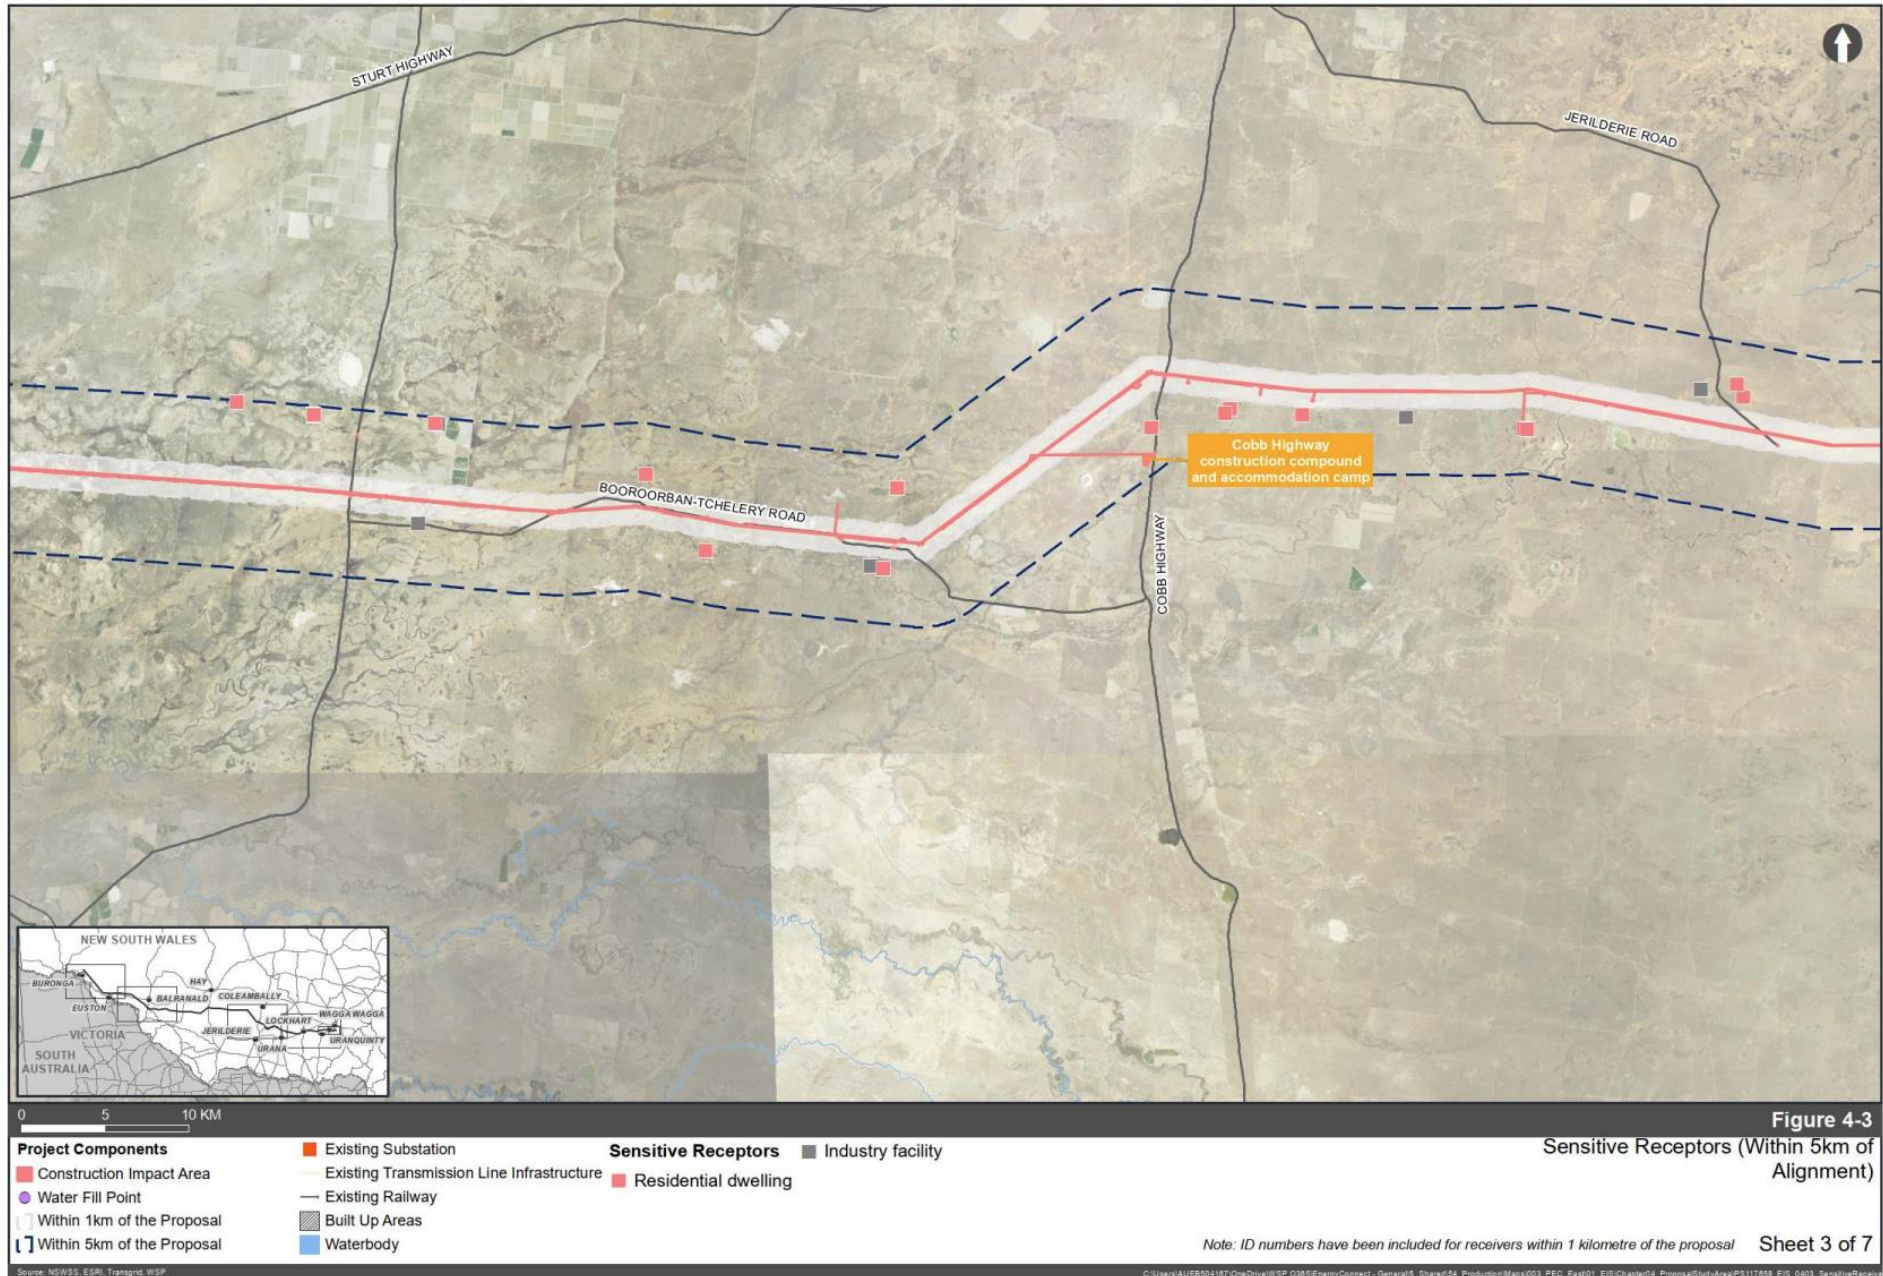 STURT HIGHWAY
JERILDERIE ROAD
BOOROORBAN-TCHELERY ROAD
Cobb Highway
construction compound
and accommodation camp
COBB HIGHWAY
NEW SOUTH WALES
BURONGA
HAY
EUSTON
BALRANALD
COLEAMBALLY
LOCKHART
WAGGA WAGGA
JERILDERIE
URANQUINTY
URANA
VICTORIA
SOUTH
AUSTRALIA
0 5 10 KM
Figure 4-3
Sensitive Receptors (Within 5km of
Alignment)
Project Components
Construction Impact Area
Water Fill Point
Within 1km of the Proposal
Within 5km of the Proposal
Existing Substation
Existing Transmission Line Infrastructure
Existing Railway
Built Up Areas
Waterbody
Sensitive Receptors
Industry facility
Residential dwelling
Note: ID numbers have been included for receivers within 1 kilometre of the proposal
Sheet 3 of 7
Source: NSWSS, ESRI, Transgrid, WSP